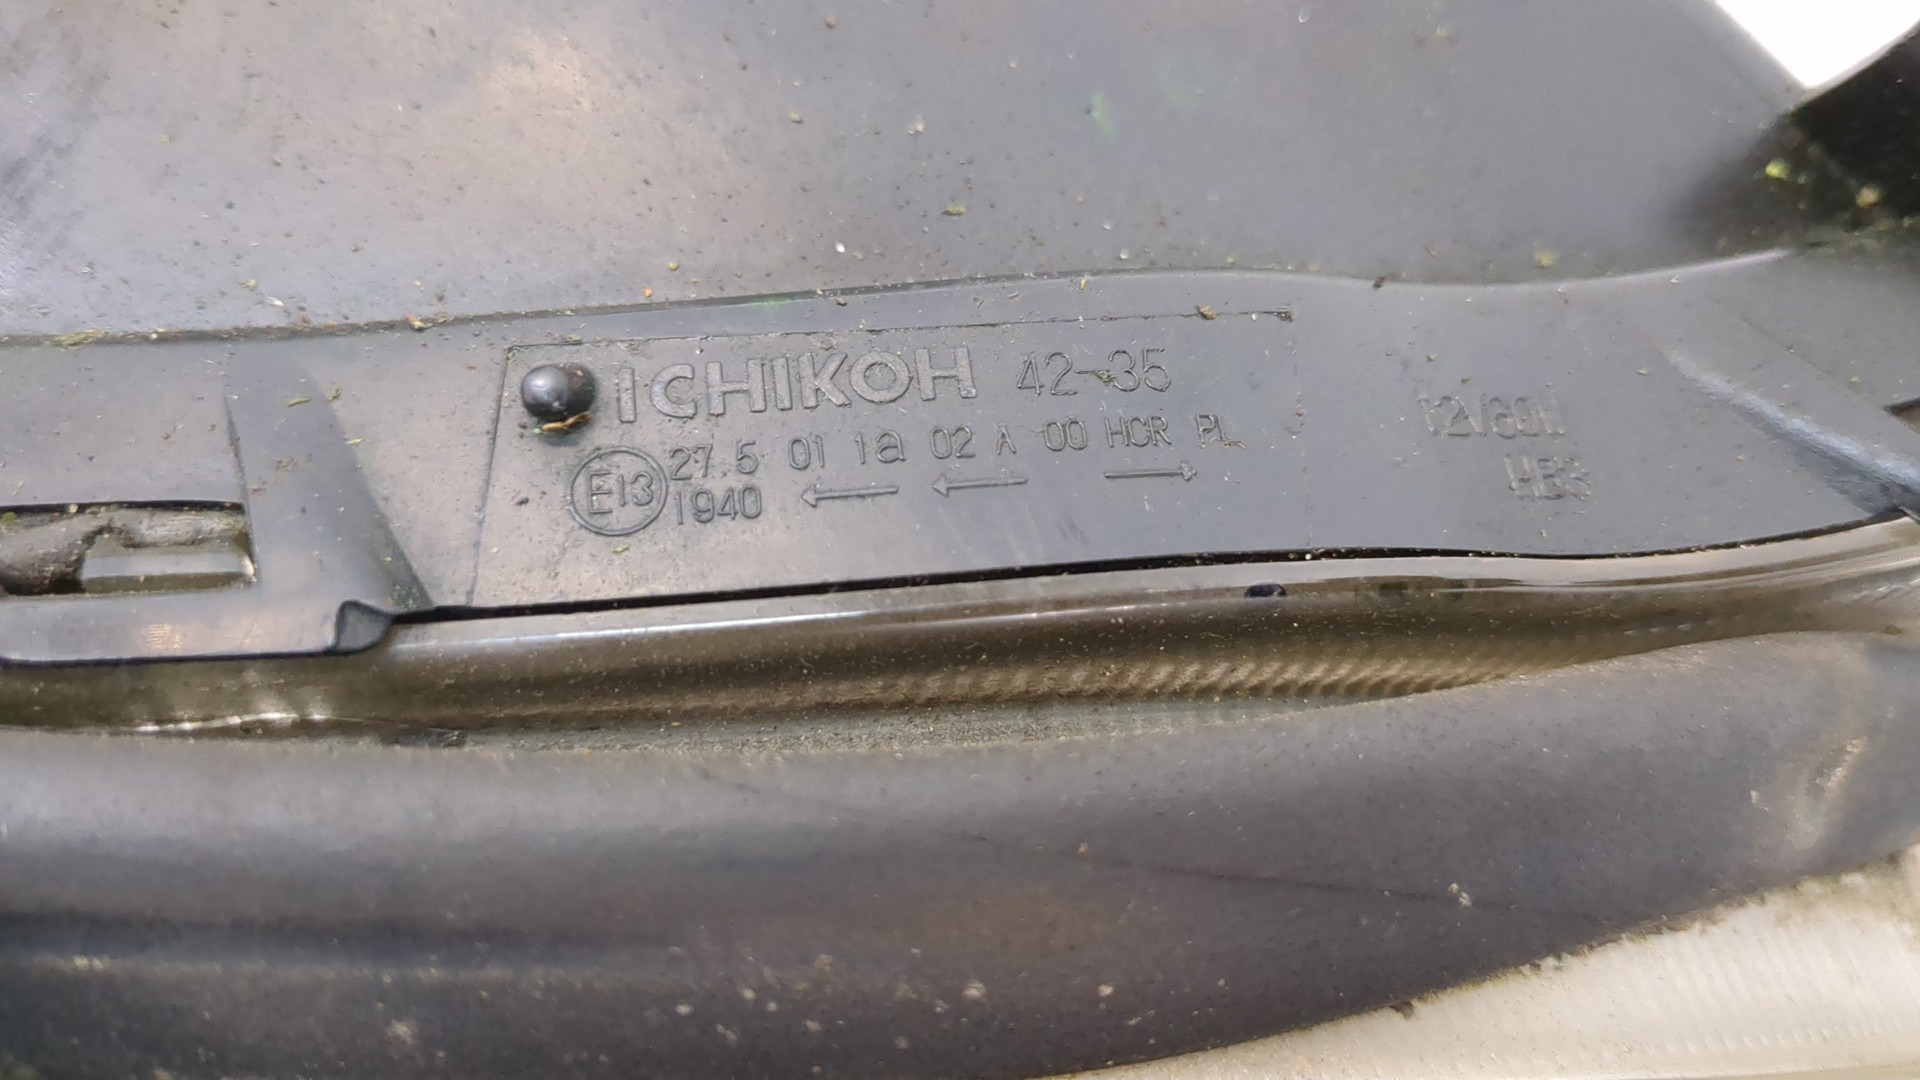 ICHIKOH 42-35
27.5 01 1a 02 A 00 HCR PL
E13
1940 ← ← →
12V60W
HB3